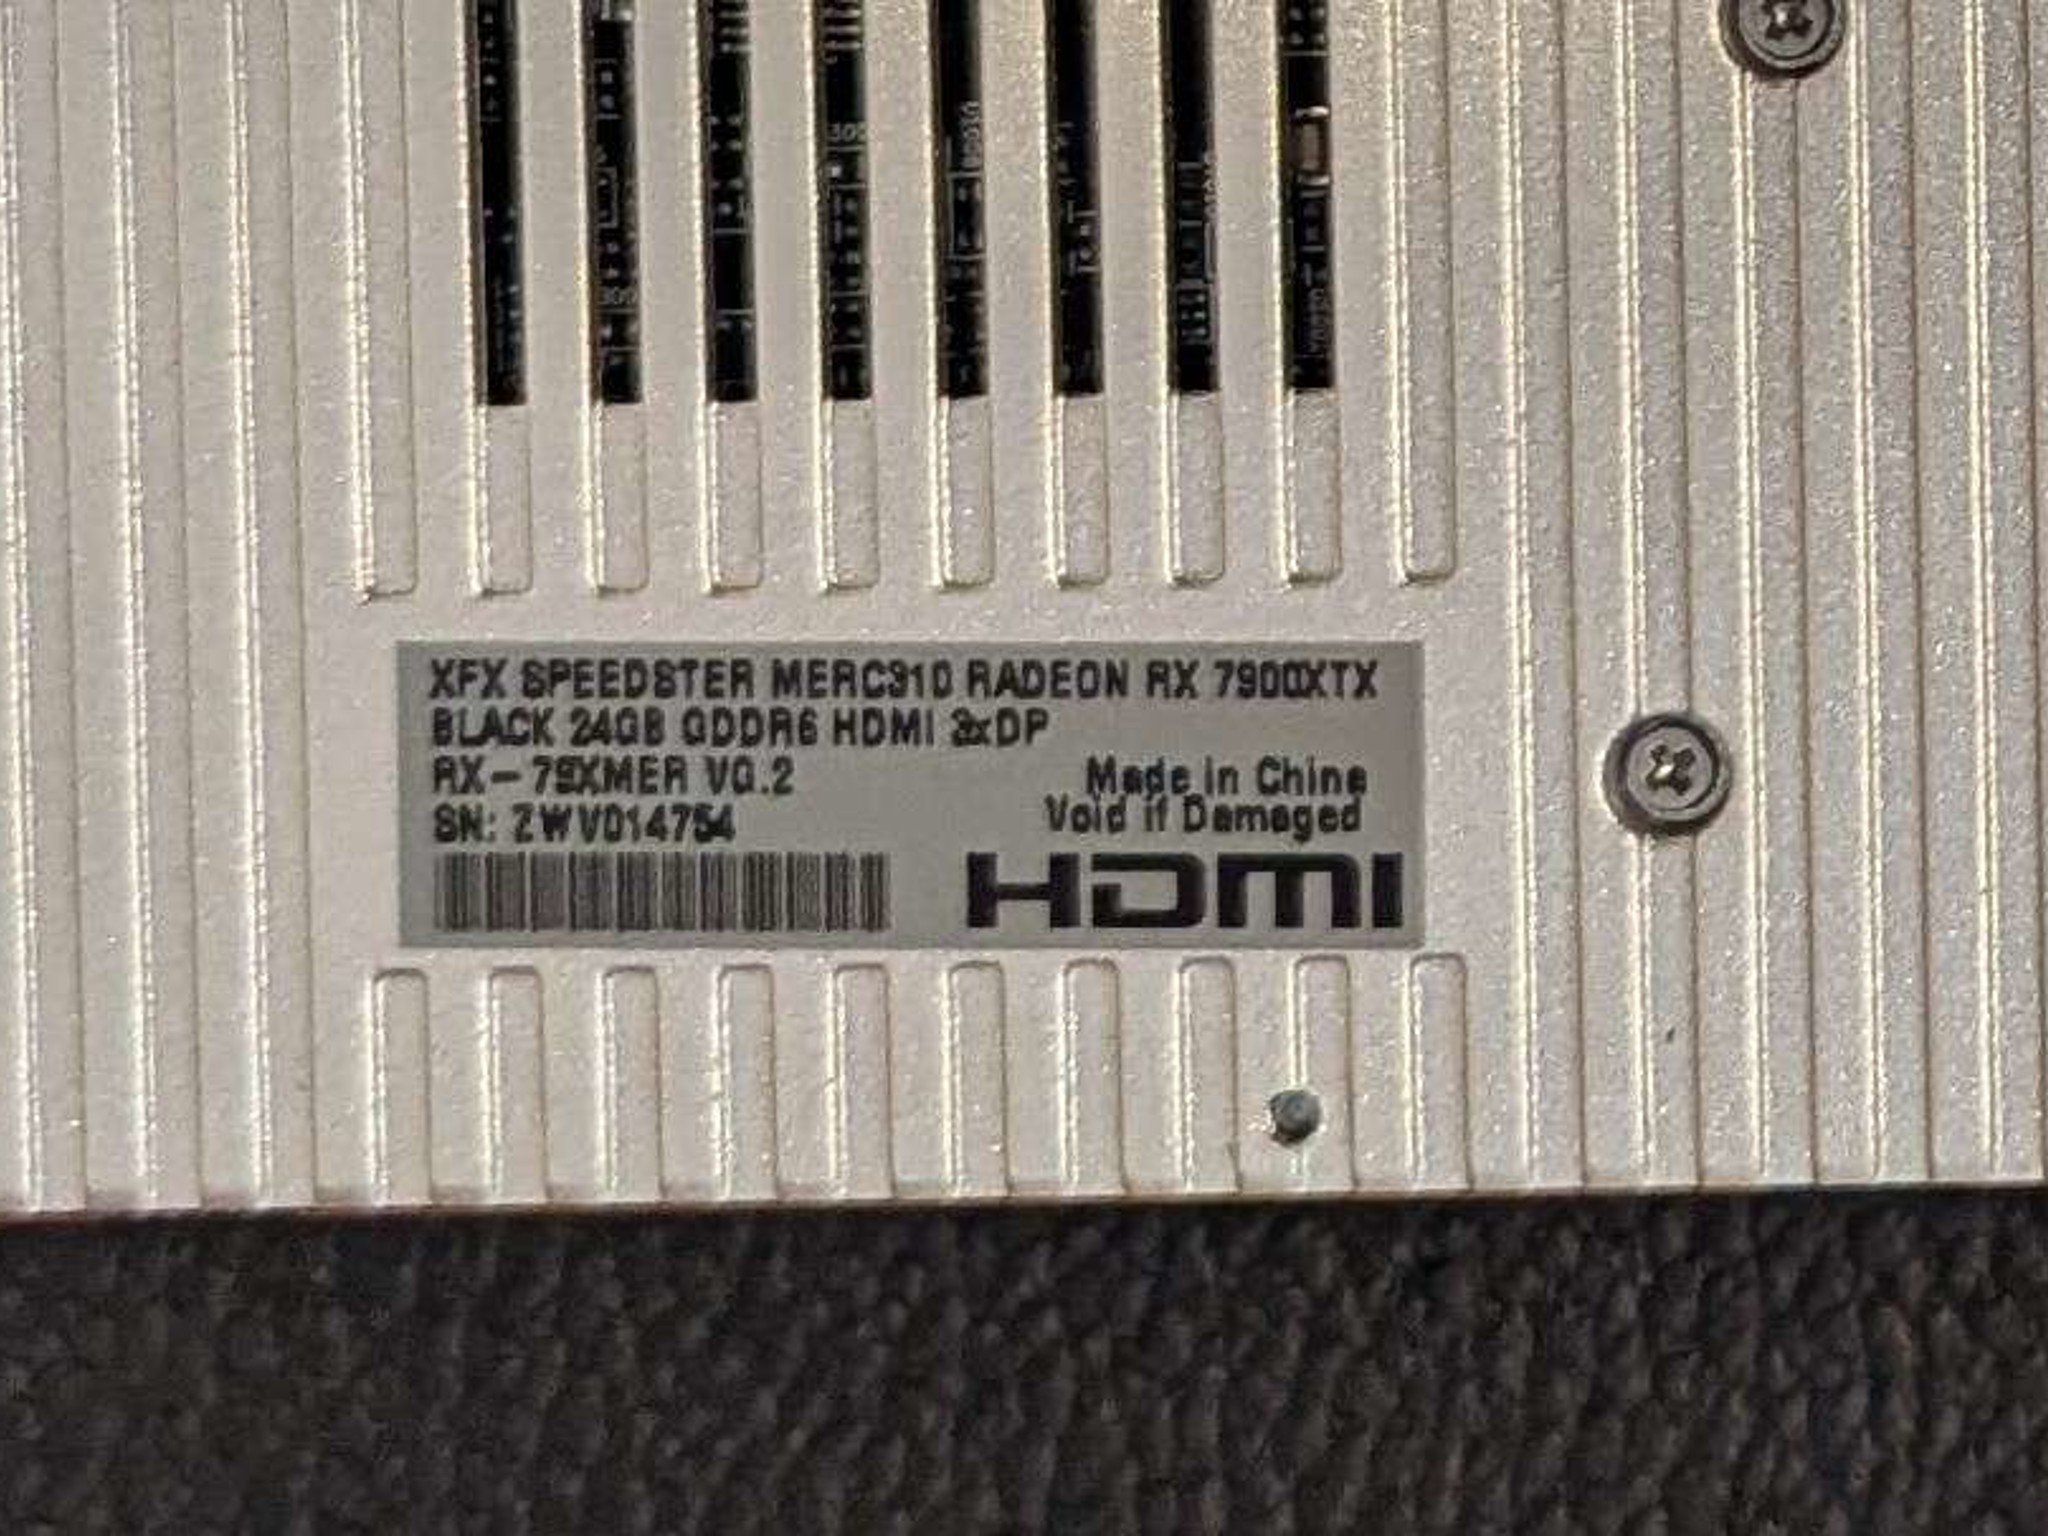 XFX SPEEDSTER MERC310 RADEON RX 7900XTX
BLACK 24GB GDDR6 HDMI 3xDP
RX-79XMER V0.2
SN: ZWV014754
Made in China
Void if Damaged
HDMI